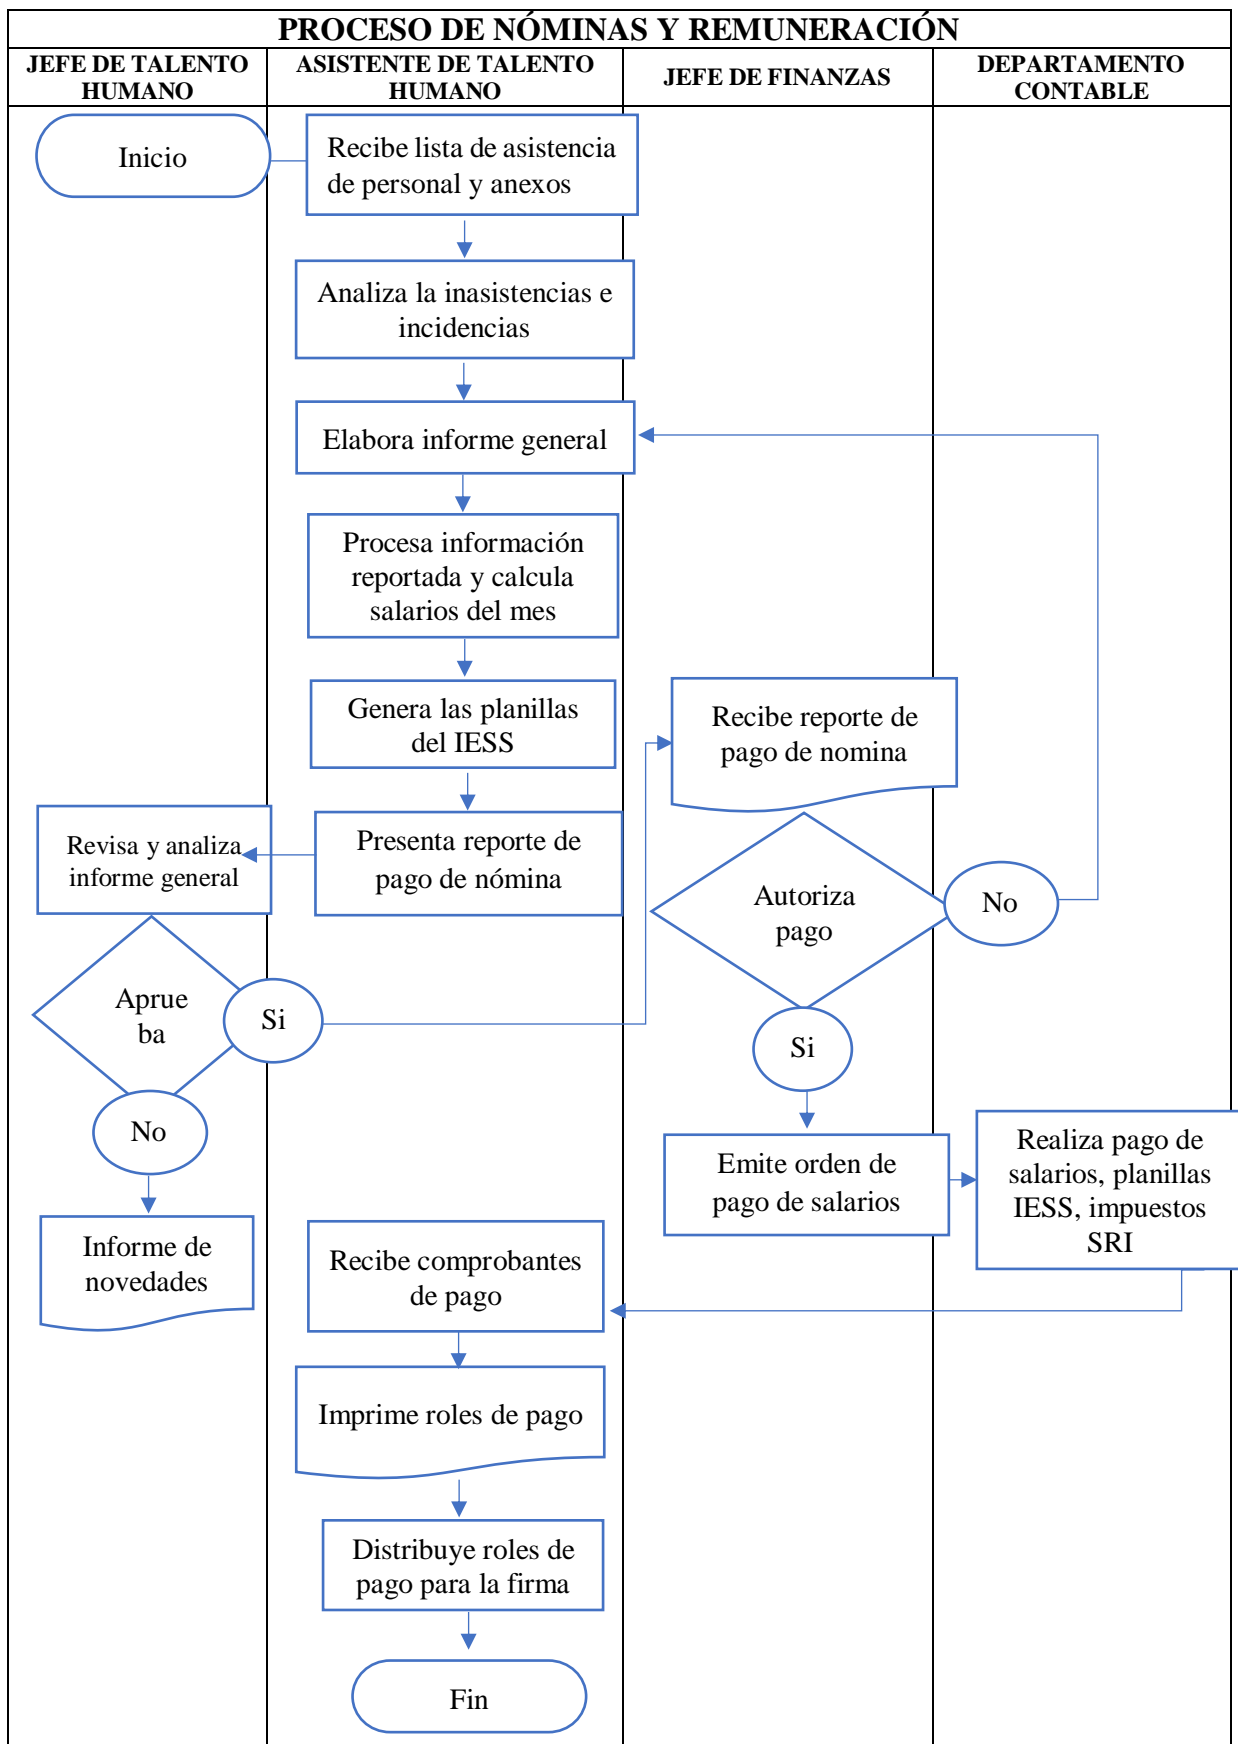 PROCESO DE NÓMINAS Y REMUNERACIÓN
JEFE DE TALENTO
HUMANO
ASISTENTE DE TALENTO
HUMANO
JEFE DE FINANZAS
DEPARTAMENTO
CONTABLE
Inicio
Recibe lista de asistencia
de personal y anexos
Analiza la inasistencias e
incidencias
Elabora informe general
Procesa información
reportada y calcula
salarios del mes
Genera las planillas
del IESS
Recibe reporte de
pago de nomina
Presenta reporte de
pago de nómina
Revisa y analiza
informe general
Autoriza
pago
No
Aprue
ba
Si
Si
No
Emite orden de
pago de salarios
Realiza pago de
salarios, planillas
IESS, impuestos
SRI
Informe de
novedades
Recibe comprobantes
de pago
Imprime roles de pago
Distribuye roles de
pago para la firma
Fin